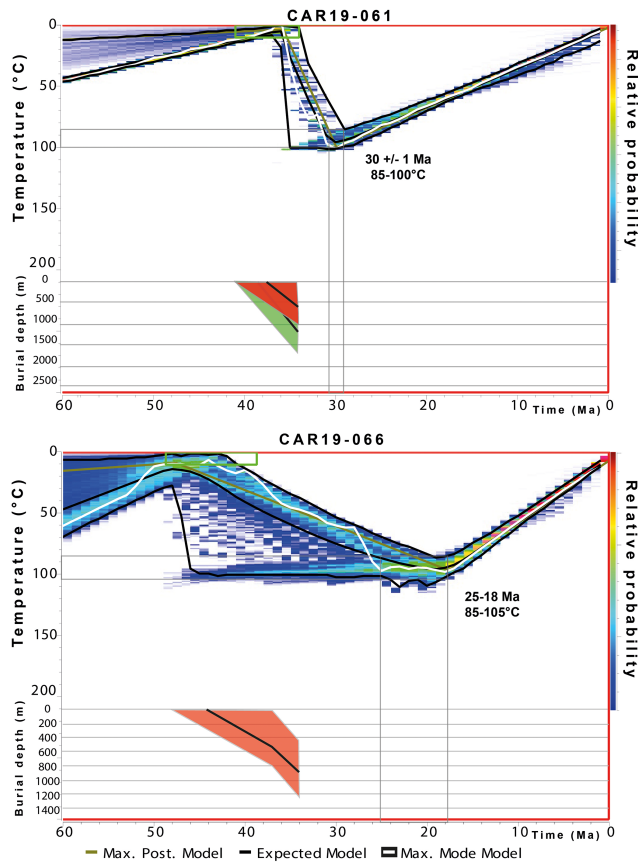 CAR19-061
0
50
100
150
200
Temperature (°C)
30 +/- 1 Ma
85-100°C
Relative probability
0
500
1000
1500
2000
2500
Burial depth (m)
60
50
40
30
20
10
Time (Ma)
0
CAR19-066
0
50
100
150
200
Temperature (°C)
25-18 Ma
85-105°C
Relative probability
0
200
400
600
800
1000
1200
1400
Burial depth (m)
60
50
40
30
20
10
Time (Ma)
0
Max. Post. Model
Expected Model
Max. Mode Model